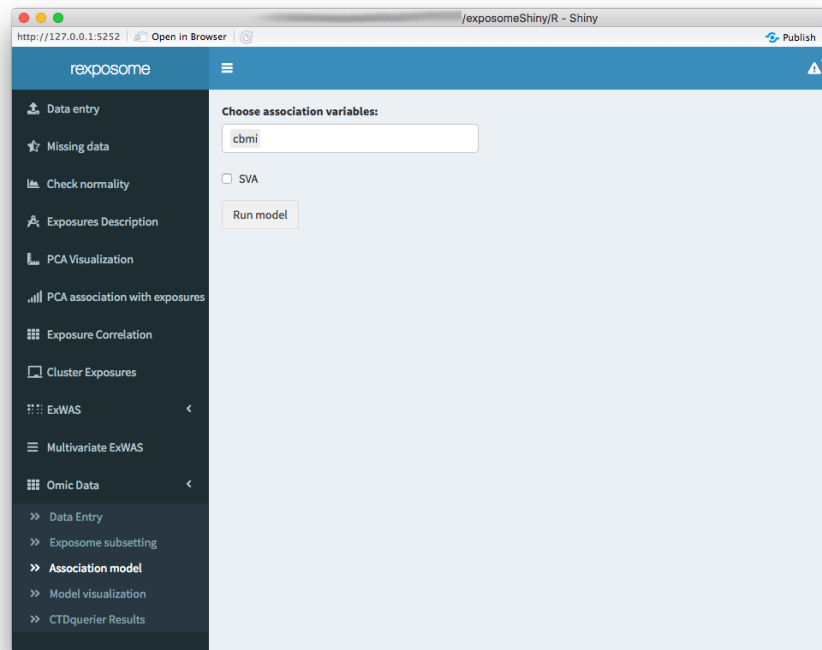 /exposomeShiny/R - Shiny
http://127.0.0.1:5252 Open in Browser Publish
rexposome
Data entry
Missing data
Check normality
Exposures Description
PCA Visualization
PCA association with exposures
Exposure Correlation
Cluster Exposures
ExWAS
Multivariate ExWAS
Omic Data
Data Entry
Exposome subsetting
Association model
Model visualization
CTDquerier Results
Choose association variables:
cbmi
SVA
Run model